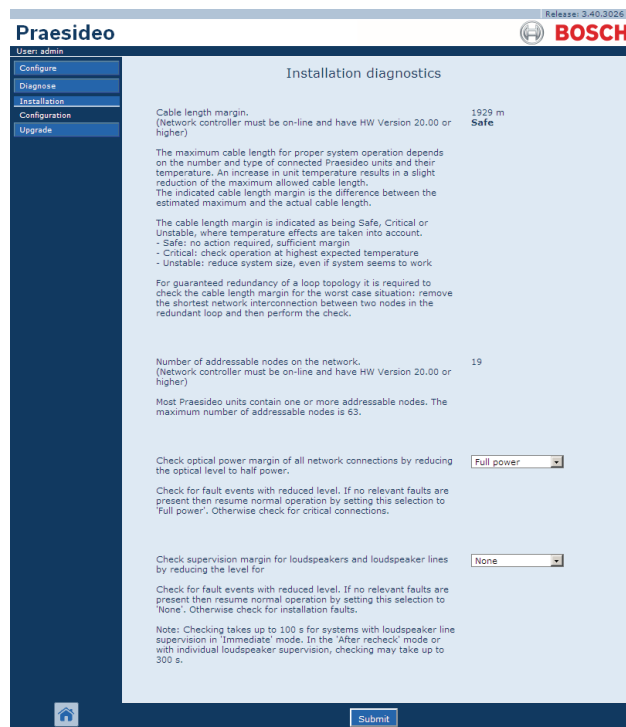 Release: 3.40.3026
Praesideo
BOSCH
User: admin
Configure
Diagnose
Installation
Configuration
Upgrade
Installation diagnostics
Cable length margin.
1929 m
(Network controller must be on-line and have HW Version 20.00 or
Safe
higher)
The maximum cable length for proper system operation depends
on the number and type of connected Praesideo units and their
temperature. An increase in unit temperature results in a slight
reduction of the maximum allowed cable length.
The indicated cable length margin is the difference between the
estimated maximum and the actual cable length.
The cable length margin is indicated as being Safe, Critical or
Unstable, where temperature effects are taken into account.
- Safe: no action required, sufficient margin
- Critical: check operation at highest expected temperature
- Unstable: reduce system size, even if system seems to work
For guaranteed redundancy of a loop topology it is required to
check the cable length margin for the worst case situation: remove
the shortest network interconnection between two nodes in the
redundant loop and then perform the check.
Number of addressable nodes on the network.
19
(Network controller must be on-line and have HW Version 20.00 or
higher)
Most Praesideo units contain one or more addressable nodes. The
maximum number of addressable nodes is 63.
Check optical power margin of all network connections by reducing
Full power
the optical level to half power.
Check for fault events with reduced level. If no relevant faults are
present then resume normal operation by setting this selection to
'Full power'. Otherwise check for critical connections.
Check supervision margin for loudspeakers and loudspeaker lines
None
by reducing the level for
Check for fault events with reduced level. If no relevant faults are
present then resume normal operation by setting this selection to
'None'. Otherwise check for installation faults.
Note: Checking takes up to 100 s for systems with loudspeaker line
supervision in 'Immediate' mode. In the 'After recheck' mode or
with individual loudspeaker supervision, checking may take up to
300 s.
Submit